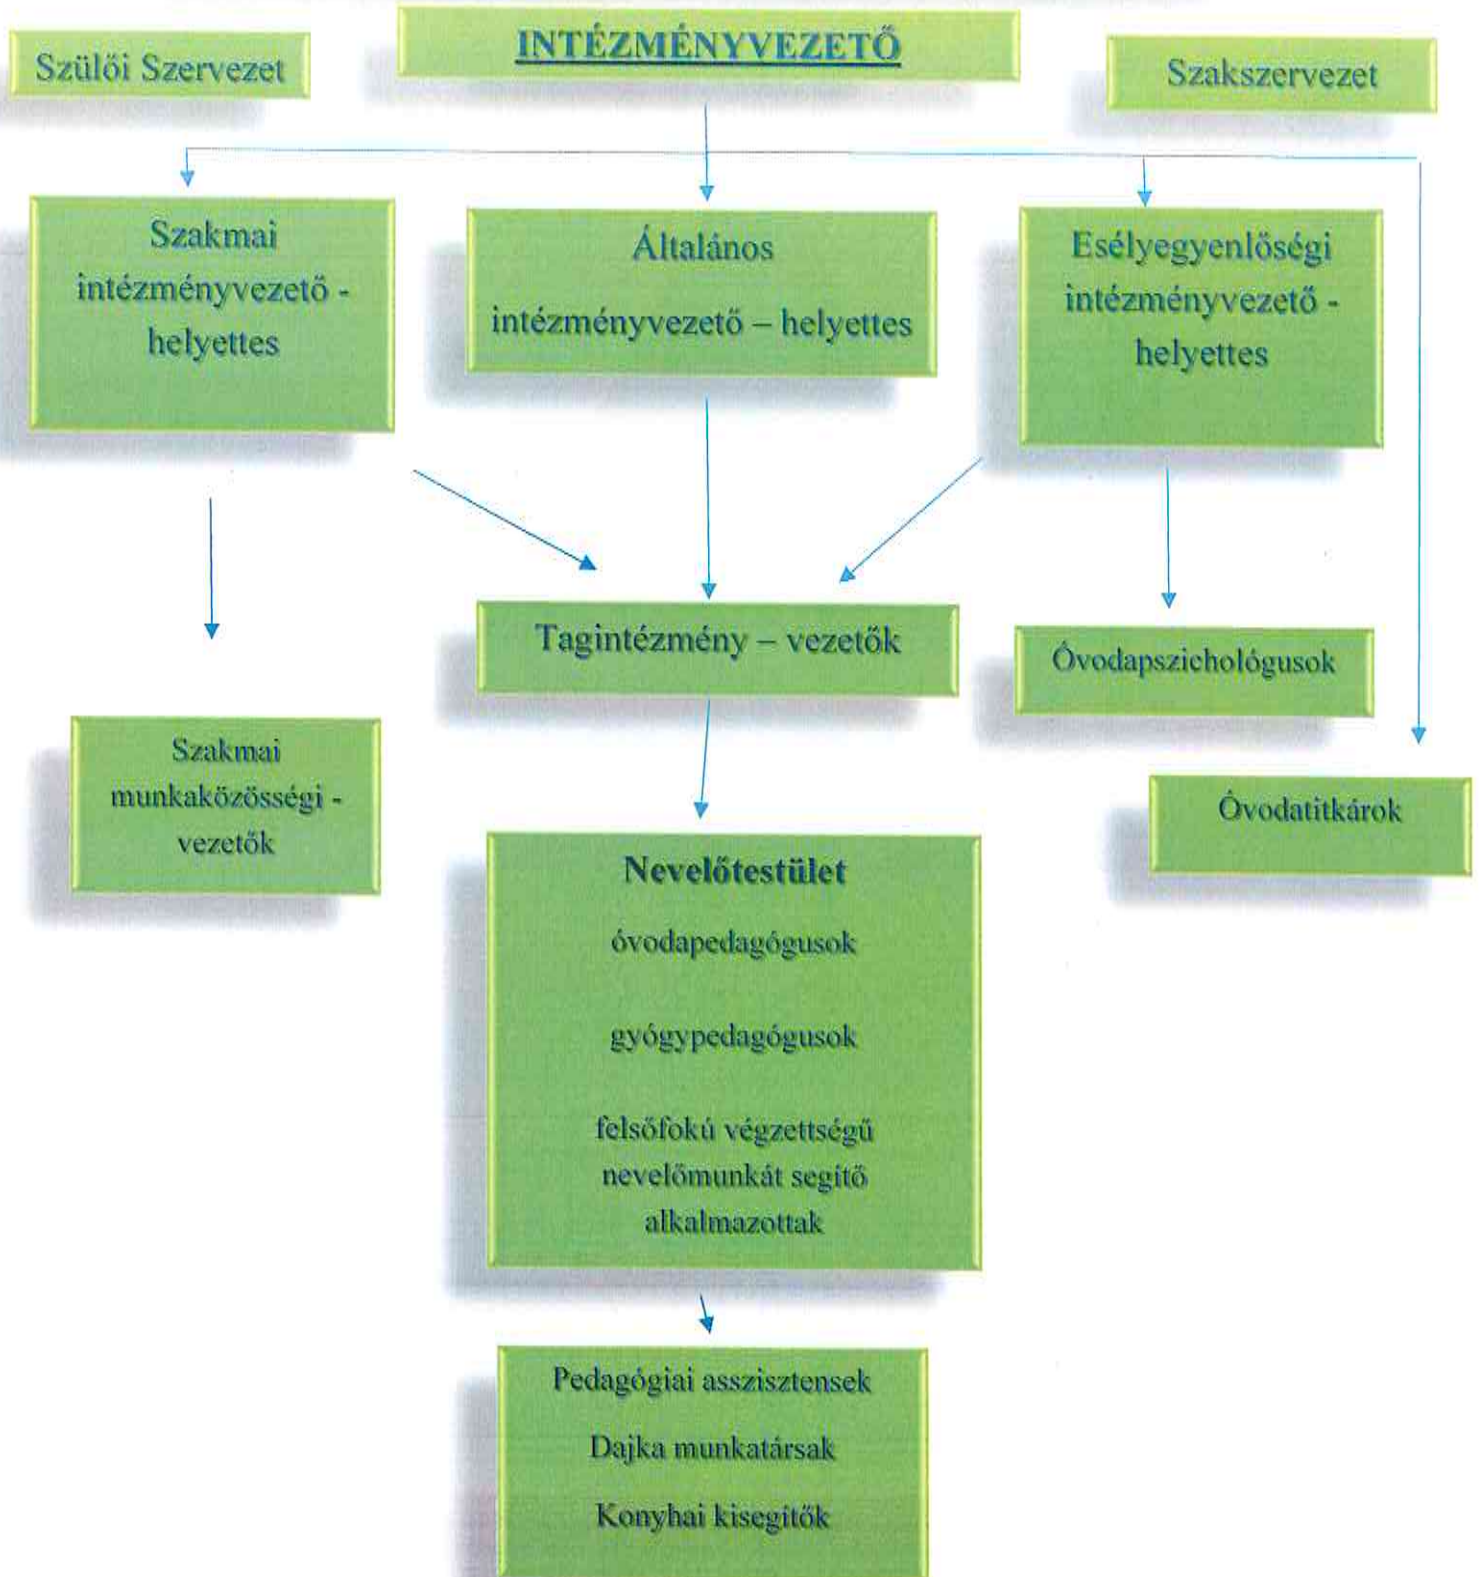 Szülői Szervezet
INTÉZMÉNYVEZETŐ
Szakszervezet
Szakmai
intézményvezető -
helyettes
Általános
intézményvezető – helyettes
Esélyegyenlőségi
intézményvezető -
helyettes
Tagintézmény – vezetők
Óvodapszichológusok
Szakmai
munkaközösségi -
vezetők
Óvodatitkárok
Nevelőtestület
óvodapedagógusok
gyógypedagógusok
felsőfokú végzettségű
nevelőmunkát segítő
alkalmazottak
Pedagógiai asszisztensek
Dajka munkatársak
Konyhai kisegítők